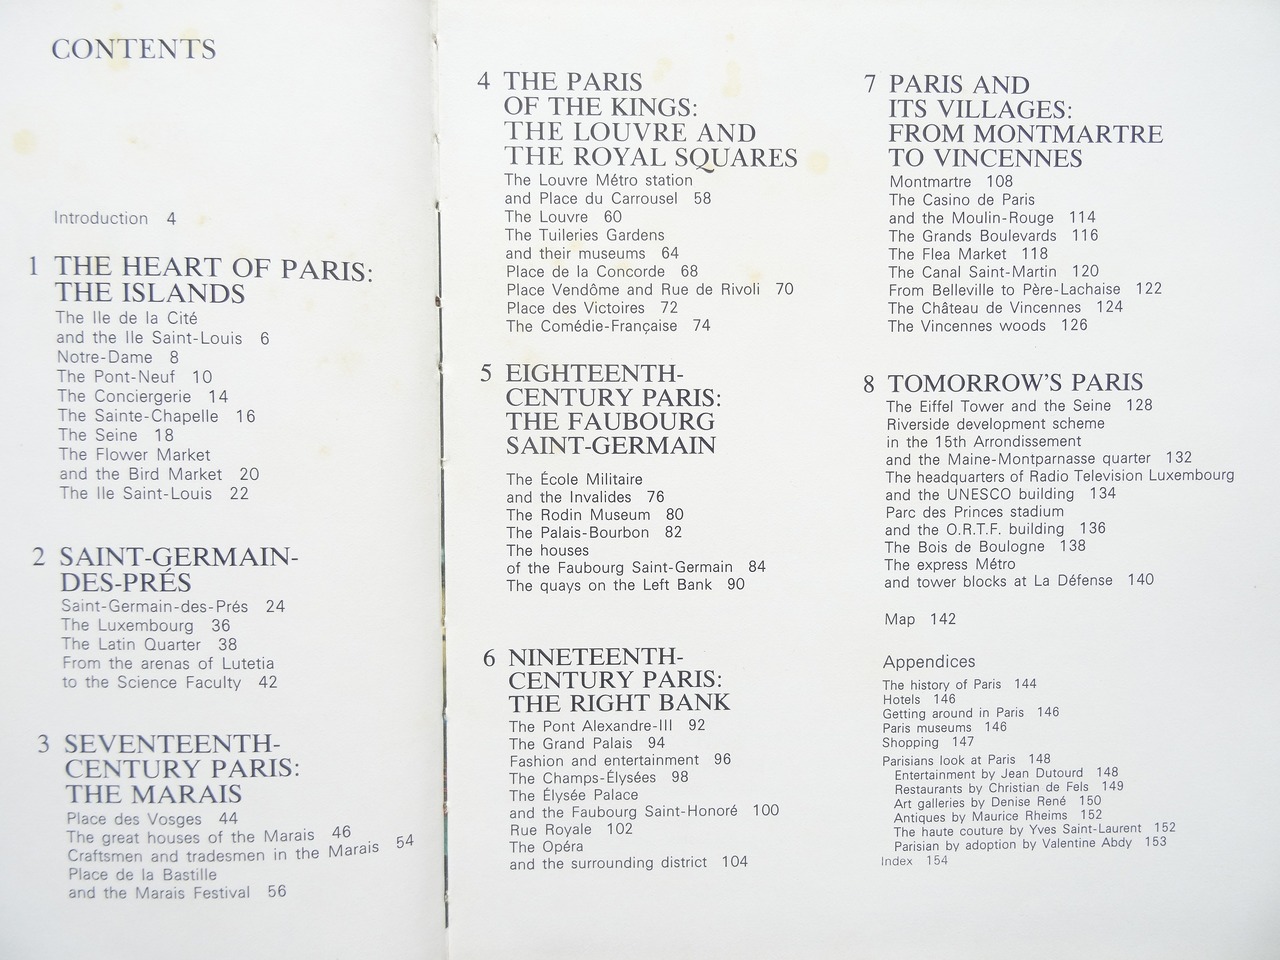 CONTENTS
Introduction 4
1 THE HEART OF PARIS:
THE ISLANDS
The Ile de la Cité
and the Ile Saint-Louis 6
Notre-Dame 8
The Pont-Neuf 10
The Conciergerie 14
The Sainte-Chapelle 16
The Seine 18
The Flower Market
and the Bird Market 20
The Ile Saint-Louis 22
2 SAINT-GERMAIN-
DES-PRÉS
Saint-Germain-des-Prés 24
The Luxembourg 36
The Latin Quarter 38
From the arenas of Lutetia
to the Science Faculty 42
3 SEVENTEENTH-
CENTURY PARIS:
THE MARAIS
Place des Vosges 44
The great houses of the Marais 46
Craftsmen and tradesmen in the Marais 54
Place de la Bastille
and the Marais Festival 56
4 THE PARIS
OF THE KINGS:
THE LOUVRE AND
THE ROYAL SQUARES
The Louvre Métro station
and Place du Carrousel 58
The Louvre 60
The Tuileries Gardens
and their museums 64
Place de la Concorde 68
Place Vendôme and Rue de Rivoli 70
Place des Victoires 72
The Comédie-Française 74
5 EIGHTEENTH-
CENTURY PARIS:
THE FAUBOURG
SAINT-GERMAIN
The École Militaire
and the Invalides 76
The Rodin Museum 80
The Palais-Bourbon 82
The houses
of the Faubourg Saint-Germain 84
The quays on the Left Bank 90
6 NINETEENTH-
CENTURY PARIS:
THE RIGHT BANK
The Pont Alexandre-III 92
The Grand Palais 94
Fashion and entertainment 96
The Champs-Élysées 98
The Élysée Palace
and the Faubourg Saint-Honoré 100
Rue Royale 102
The Opéra
and the surrounding district 104
7 PARIS AND
ITS VILLAGES:
FROM MONTMARTRE
TO VINCENNES
Montmartre 108
The Casino de Paris
and the Moulin-Rouge 114
The Grands Boulevards 116
The Flea Market 118
The Canal Saint-Martin 120
From Belleville to Père-Lachaise 122
The Château de Vincennes 124
The Vincennes woods 126
8 TOMORROW'S PARIS
The Eiffel Tower and the Seine 128
Riverside development scheme
in the 15th Arrondissement
and the Maine-Montparnasse quarter 132
The headquarters of Radio Television Luxembourg
and the UNESCO building 134
Parc des Princes stadium
and the O.R.T.F. building 136
The Bois de Boulogne 138
The express Métro
and tower blocks at La Défense 140
Map 142
Appendices
The history of Paris 144
Hotels 146
Getting around in Paris 146
Paris museums 146
Shopping 147
Parisians look at Paris 148
Entertainment by Jean Dutourd 148
Restaurants by Christian de Fels 149
Art galleries by Denise René 150
Antiques by Maurice Rheims 152
The haute couture by Yves Saint-Laurent 152
Parisian by adoption by Valentine Abdy 153
Index 154